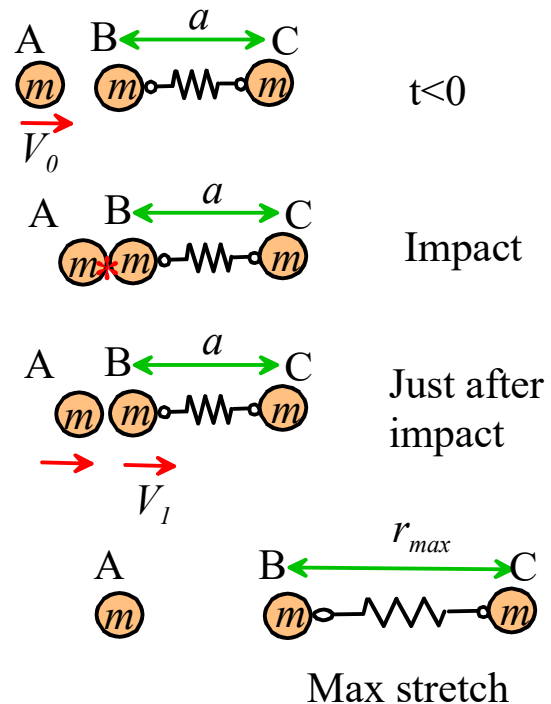 a
A B C
m m m t<0
V0
a
A B C
m m m Impact
a
A B C
m m m Just after
impact
V1
rmax
A B C
m m m
Max stretch